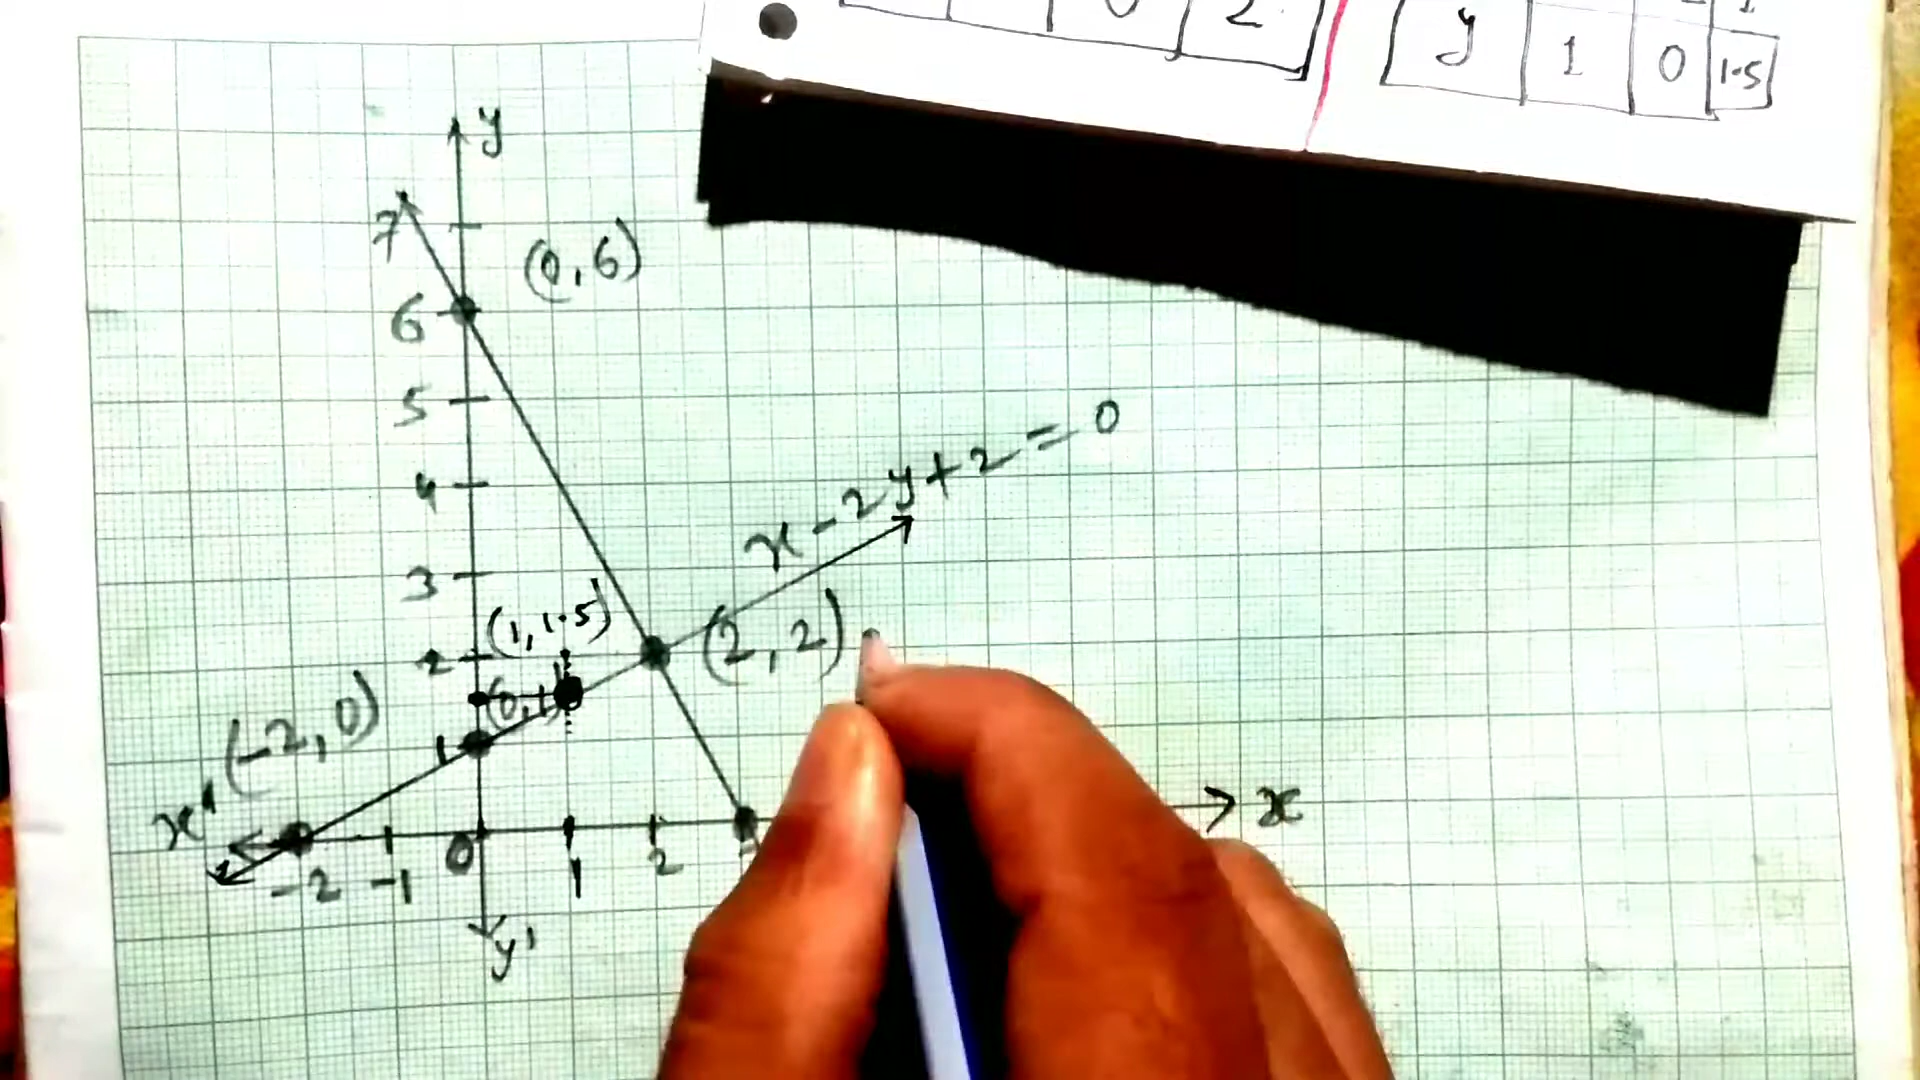 0 2
y 1 0 1.5
y
7
(0,6)
6
5
4
x - 2y + 2 = 0
3
(1, 1.5)
2
(2, 2)
(0, 1)
(-2, 0)
1
x'
x
-2 -1 0 1 2
y'